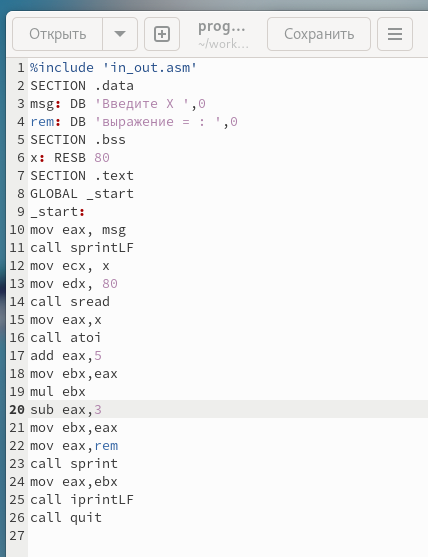 Открыть
prog...
~/work...
Сохранить
1 %include 'in_out.asm'
2 SECTION .data
3 msg: DB 'Введите X ',0
4 rem: DB 'выражение = : ',0
5 SECTION .bss
6 x: RESB 80
7 SECTION .text
8 GLOBAL _start
9 _start:
10 mov eax, msg
11 call sprintLF
12 mov ecx, x
13 mov edx, 80
14 call sread
15 mov eax,x
16 call atoi
17 add eax,5
18 mov ebx,eax
19 mul ebx
20 sub eax,3
21 mov ebx,eax
22 mov eax,rem
23 call sprint
24 mov eax,ebx
25 call iprintLF
26 call quit
27